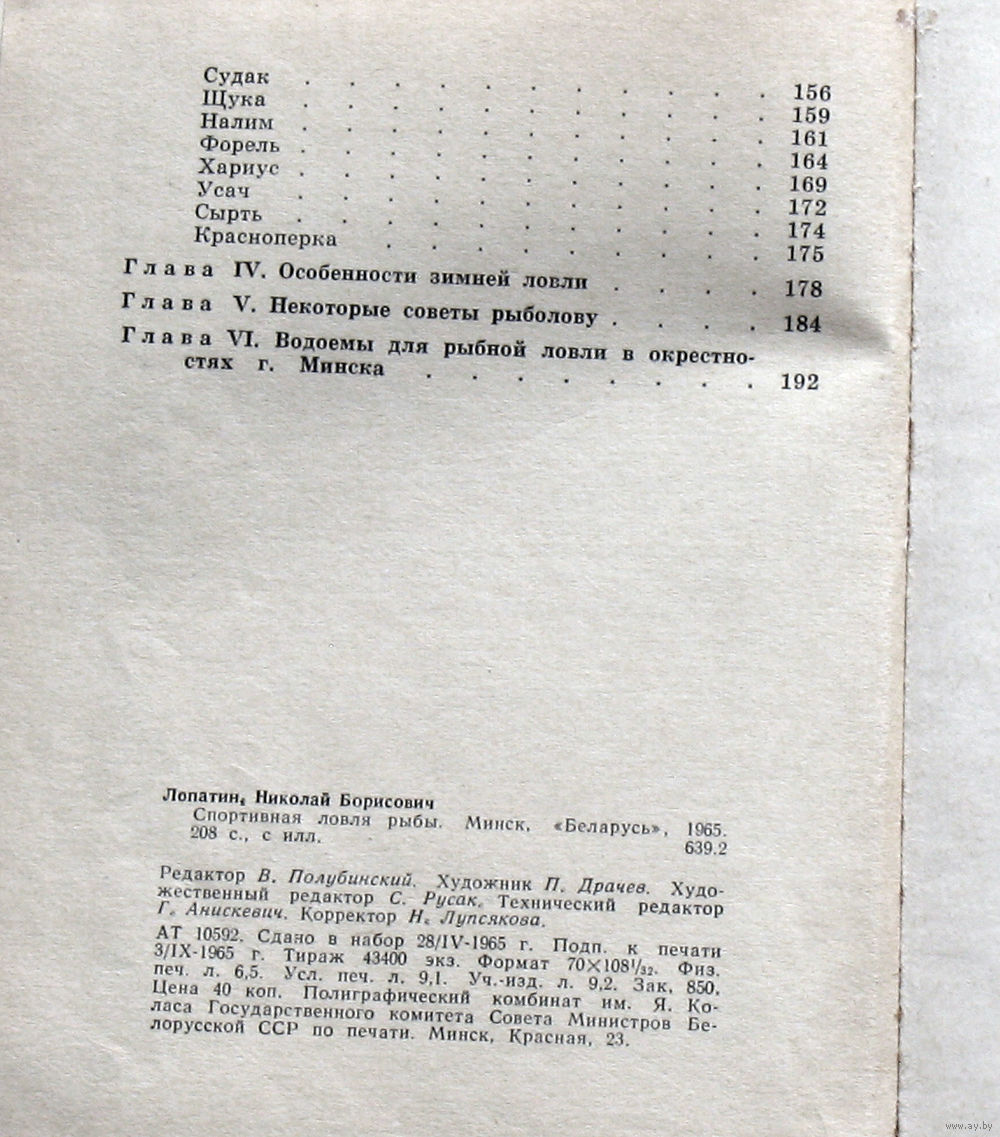 Судак . . . . . . . . . . . 156
Щука . . . . . . . . . . . 159
Налим . . . . . . . . . . . 161
Форель . . . . . . . . . . . 164
Хариус . . . . . . . . . . . 169
Усач . . . . . . . . . . . 172
Сырть . . . . . . . . . . . 174
Красноперка . . . . . . . . . 175
Глава IV. Особенности зимней ловли . . . . 178
Глава V. Некоторые советы рыболову . . . . 184
Глава VI. Водоемы для рыбной ловли в окрестно-
стях г. Минска . . . . . . . . 192
Лопатин, Николай Борисович
Спортивная ловля рыбы. Минск, «Беларусь», 1965.
208 с., с илл.
639.2
Редактор В. Полубинский. Художник П. Драчев. Худо-
жественный редактор С. Русак. Технический редактор
Г. Анискевич. Корректор Н. Лупсякова.
АТ 10592. Сдано в набор 28/IV-1965 г. Подп. к печати
3/IX-1965 г. Тираж 43400 экз. Формат 70×108¹/₃₂. Физ.
печ. л. 6,5. Усл. печ. л. 9,1. Уч.-изд. л. 9,2. Зак. 850.
Цена 40 коп. Полиграфический комбинат им. Я. Ко-
ласа Государственного комитета Совета Министров Бе-
лорусской ССР по печати. Минск, Красная, 23.
www.ay.by